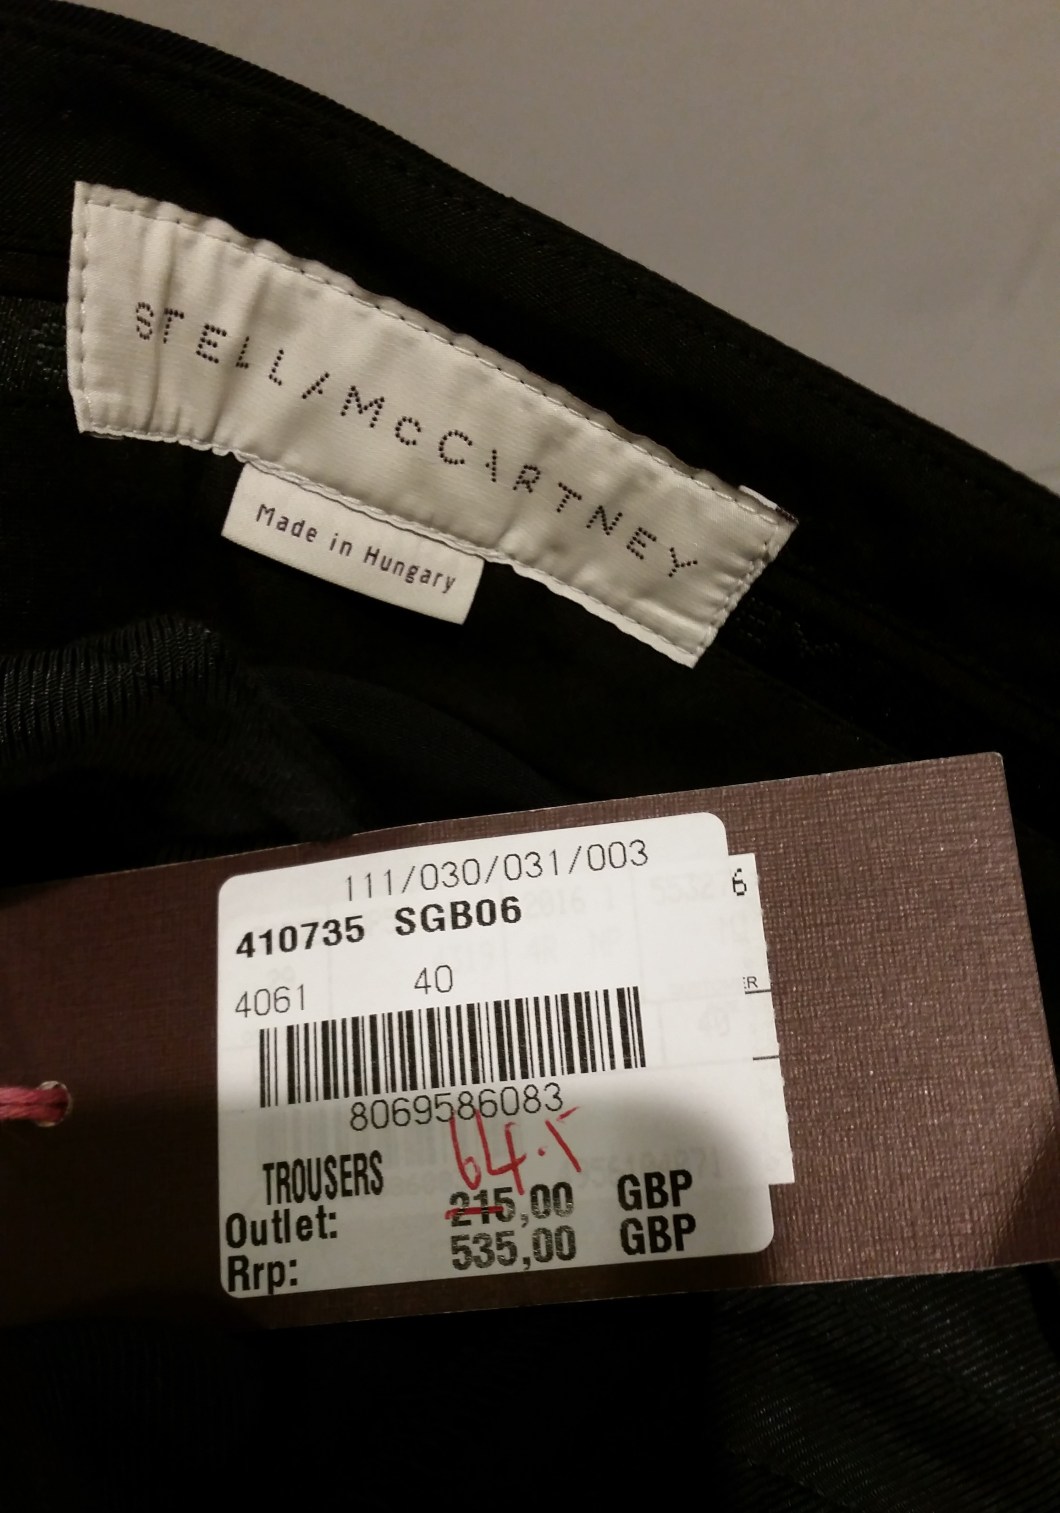 STELLA McCARTNEY
Made in Hungary
111/030/031/003
410735 SGB06
6
4061 40
8069586083
64.5
TROUSERS
Outlet: 215,00 GBP
Rrp: 535,00 GBP